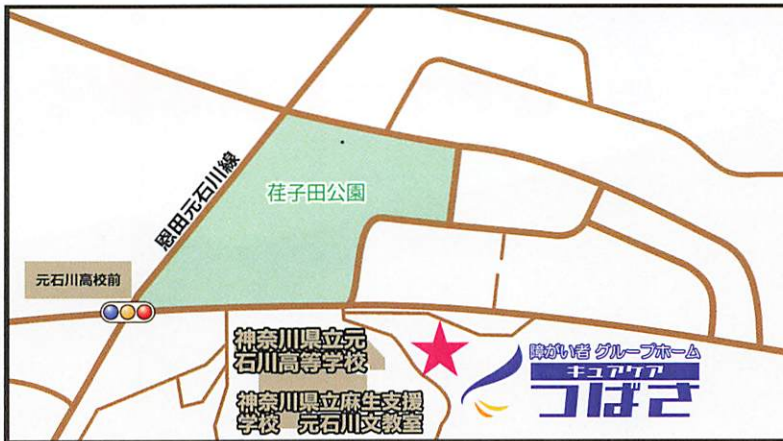 荏子田公園
恩田元石川線
元石川高校前
神奈川県立元
石川高等学校
神奈川県立麻生支援
学校 元石川文教室
障がい者 グループホーム
キュアケア
つばさ